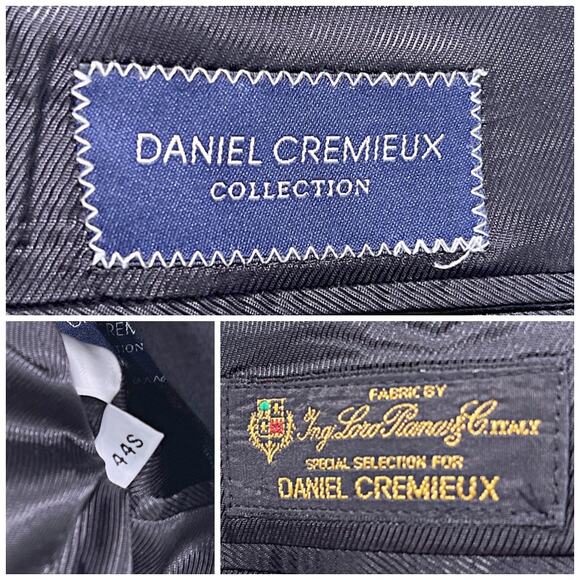 DANIEL CREMIEUX
COLLECTION
44S
FABRIC BY
Ing. Loro Piana & C. ITALY
SPECIAL SELECTION FOR
DANIEL CREMIEUX